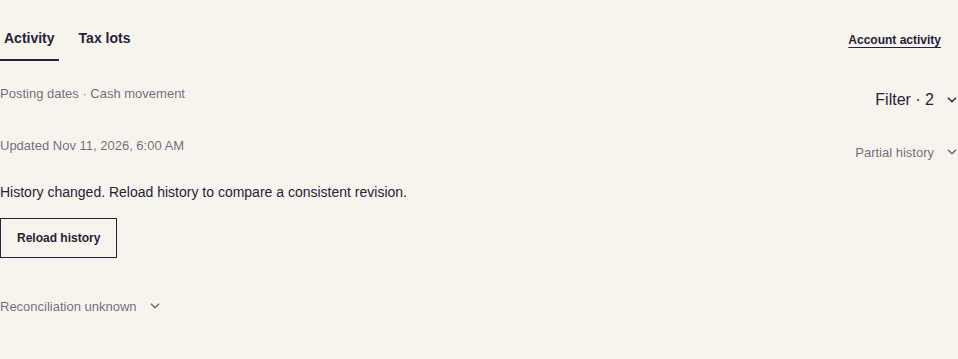 Activity
Tax lots
Account activity
Posting dates · Cash movement
Filter · 2
Updated Nov 11, 2026, 6:00 AM
Partial history
History changed. Reload history to compare a consistent revision.
Reload history
Reconciliation unknown